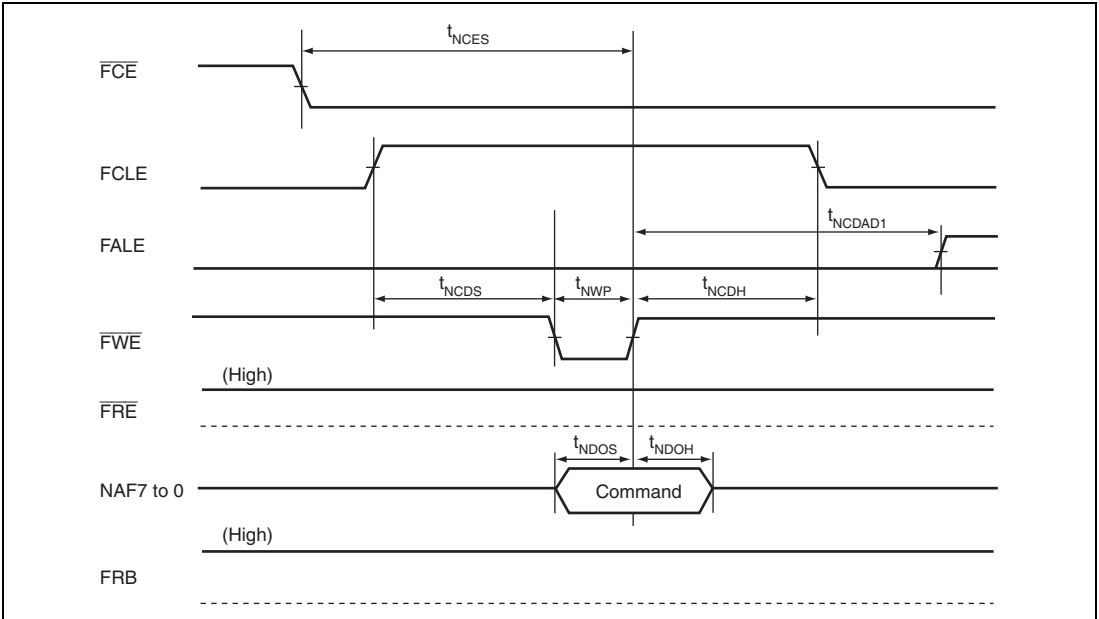 tNCES
FCE
FCLE
tNCDAD1
FALE
tNCDS tNWP tNCDH
FWE
(High)
FRE
tNDOS tNDOH
NAF7 to 0 Command
(High)
FRB